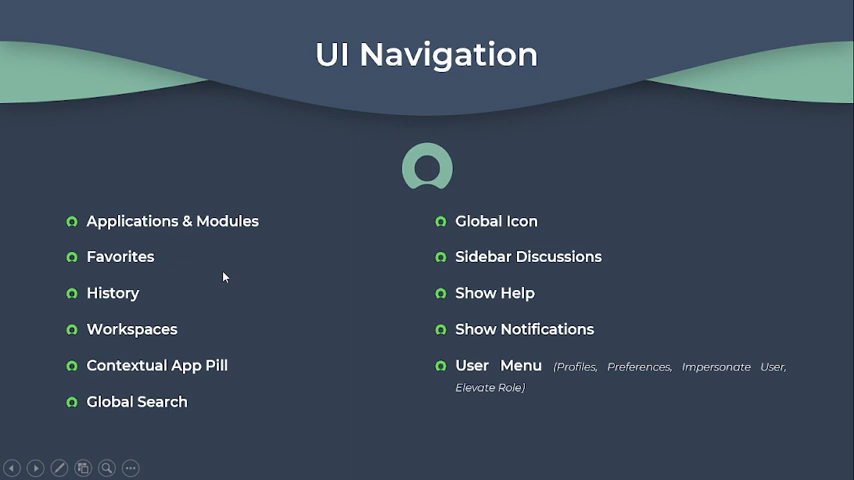 UI Navigation
Applications & Modules
Favorites
History
Workspaces
Contextual App Pill
Global Search
Global Icon
Sidebar Discussions
Show Help
Show Notifications
User Menu (Profiles, Preferences, Impersonate User,
Elevate Role)